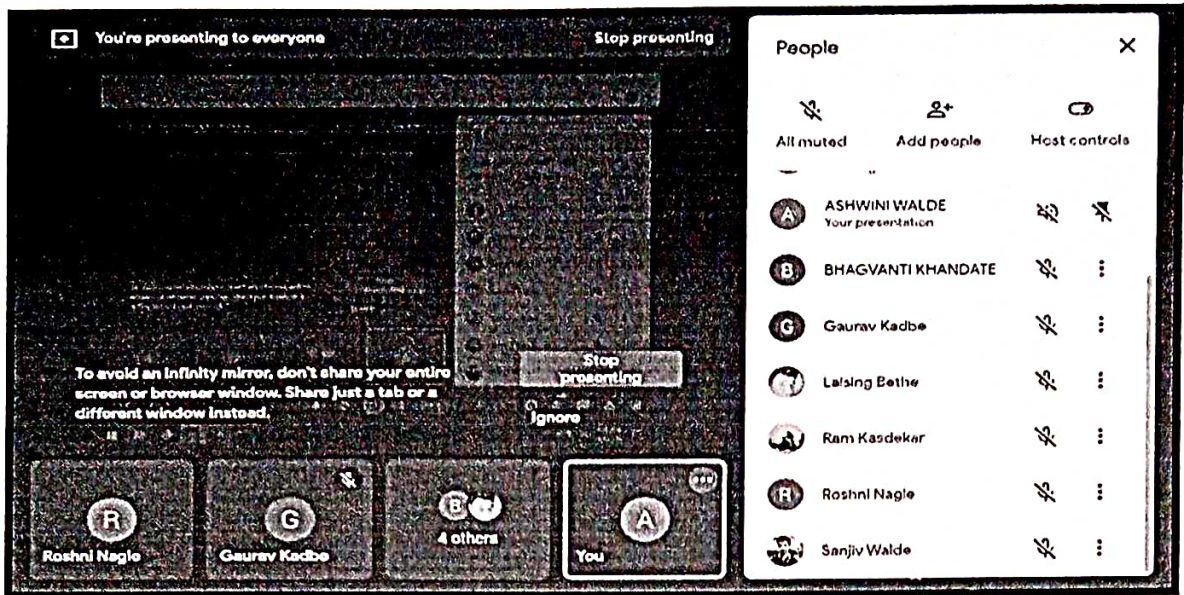 You're presenting to everyone
Stop presenting
To avoid an infinity mirror, don't share your entire
screen or browser window. Share just a tab or a
different window instead.
Stop
presenting
Ignore
R
Roshni Nagle
G
Gaurav Kadbe
B
4 others
A
You
People
All muted
Add people
Host controls
A
ASHWINI WALDE
Your presentation
B
BHAGVANTI KHANDATE
G
Gaurav Kadbe
Lalsing Bethe
Ram Kasdekar
R
Roshni Nagle
Sanjiv Walde